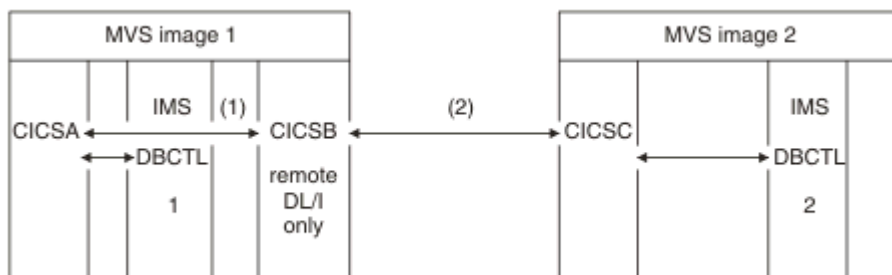 MVS image 1
MVS image 2
IMS
(1)
(2)
IMS
CICSA
CICSB
CICSC
DBCTL
remote
DL/I
only
DBCTL
1
2